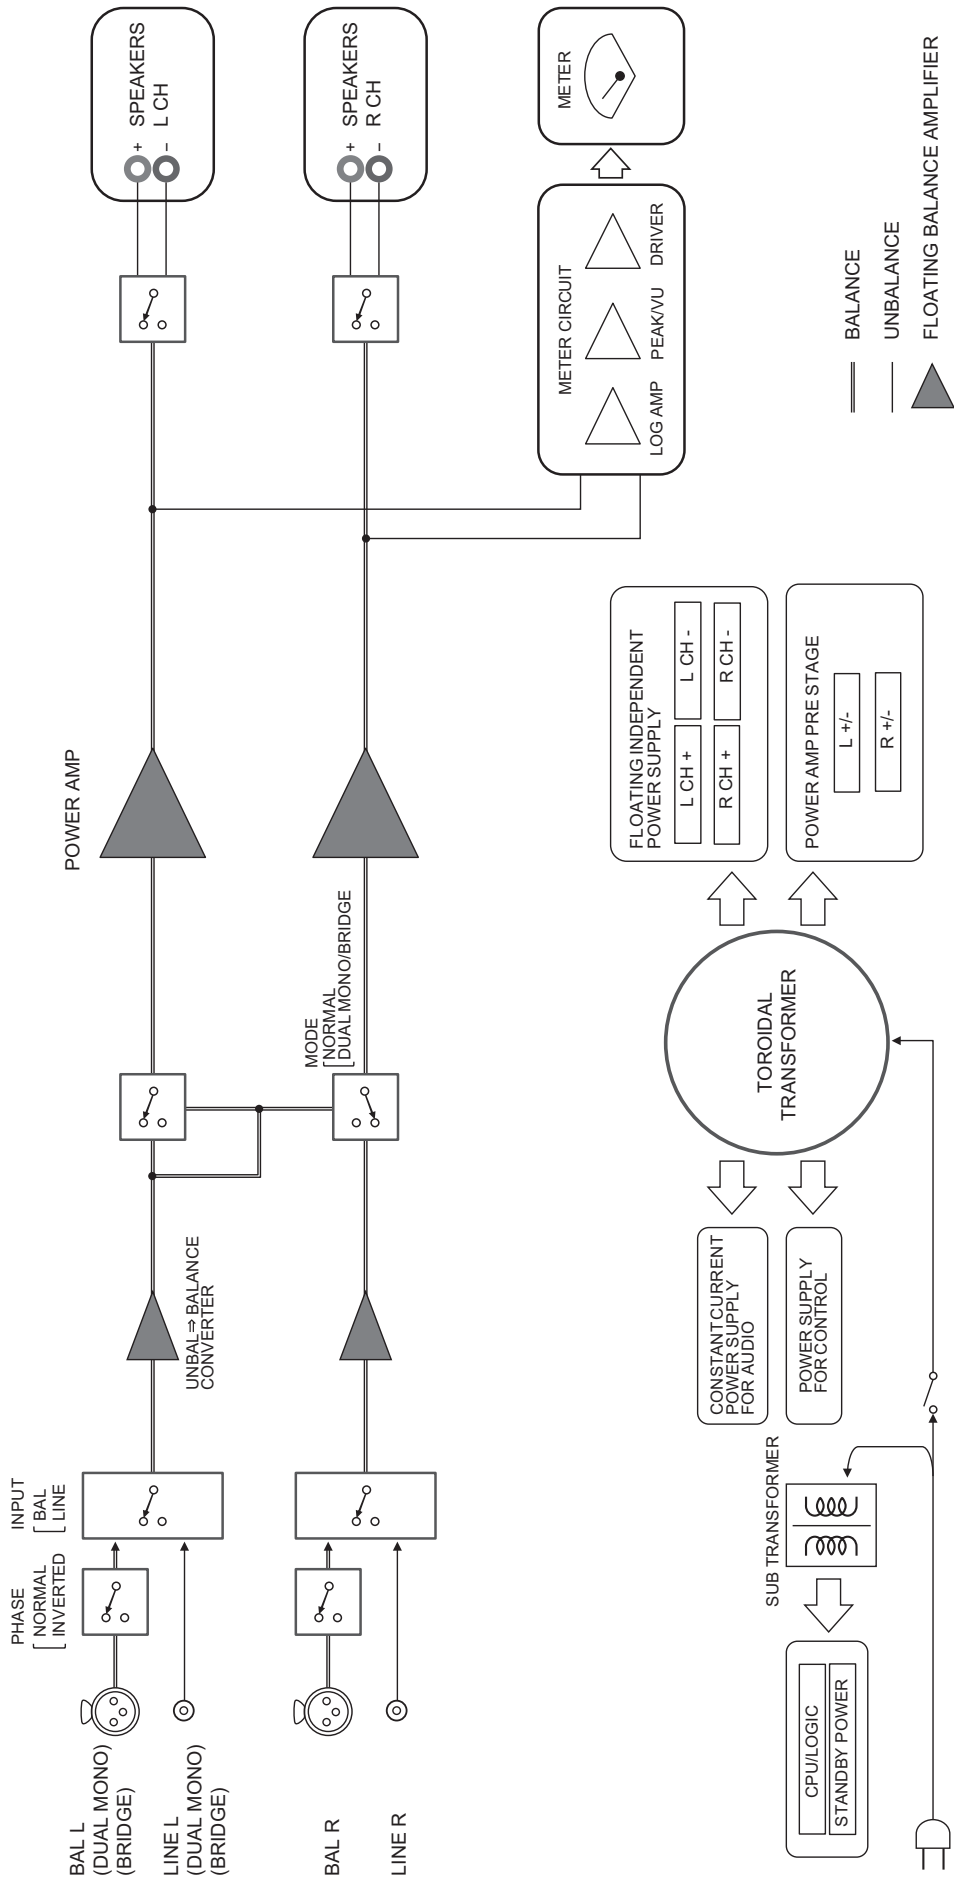 BAL L
(DUAL MONO)
(BRIDGE)
LINE L
(DUAL MONO)
(BRIDGE)
BAL R
LINE R
PHASE
NORMAL
INVERTED
INPUT
BAL
LINE
UNBAL⇒BALANCE
CONVERTER
MODE
NORMAL
DUAL MONO/BRIDGE
POWER AMP
+
−
SPEAKERS
L CH
+
−
SPEAKERS
R CH
METER CIRCUIT
LOG AMP
PEAK/VU
DRIVER
METER
CPU/LOGIC
STANDBY POWER
SUB TRANSFORMER
CONSTANT CURRENT
POWER SUPPLY
FOR AUDIO
POWER SUPPLY
FOR CONTROL
TOROIDAL
TRANSFORMER
FLOATING INDEPENDENT
POWER SUPPLY
L CH +
L CH -
R CH +
R CH -
POWER AMP PRE STAGE
L +/-
R +/-
BALANCE
UNBALANCE
FLOATING BALANCE AMPLIFIER